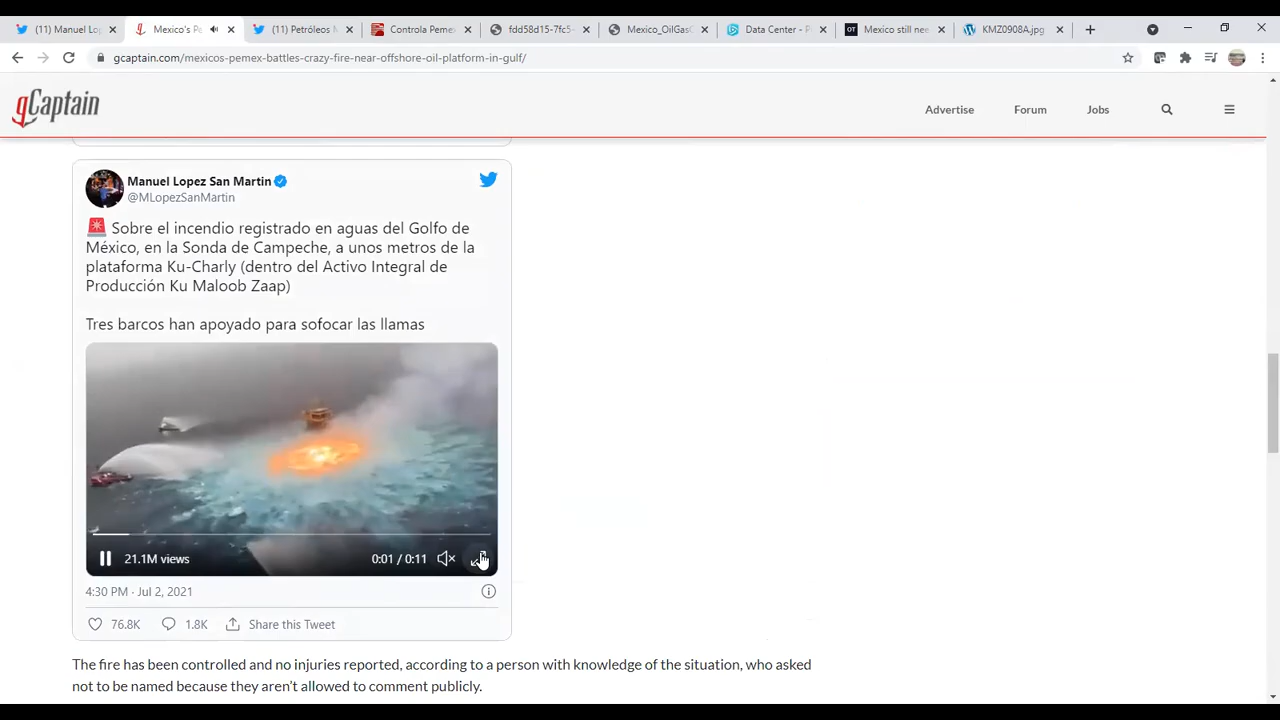 (11) Manuel Lo
Mexico's Pe
(11) Petróleos M
Controla Peme
fdd58d15-7fc5-
Mexico_OilGas
Data Center - P
OT
Mexico still nee
KMZ0908A.jpg
gcaptain.com/mexicos-pemex-battles-crazy-fire-near-offshore-oil-platform-in-gulf/
gCaptain
Advertise
Forum
Jobs
Manuel Lopez San Martin
@MLopezSanMartin
🚨 Sobre el incendio registrado en aguas del Golfo de
México, en la Sonda de Campeche, a unos metros de la
plataforma Ku-Charly (dentro del Activo Integral de
Producción Ku Maloob Zaap)
Tres barcos han apoyado para sofocar las llamas
21.1M views
0:01 / 0:11
4:30 PM · Jul 2, 2021
76.8K
1.8K
Share this Tweet
The fire has been controlled and no injuries reported, according to a person with knowledge of the situation, who asked
not to be named because they aren't allowed to comment publicly.